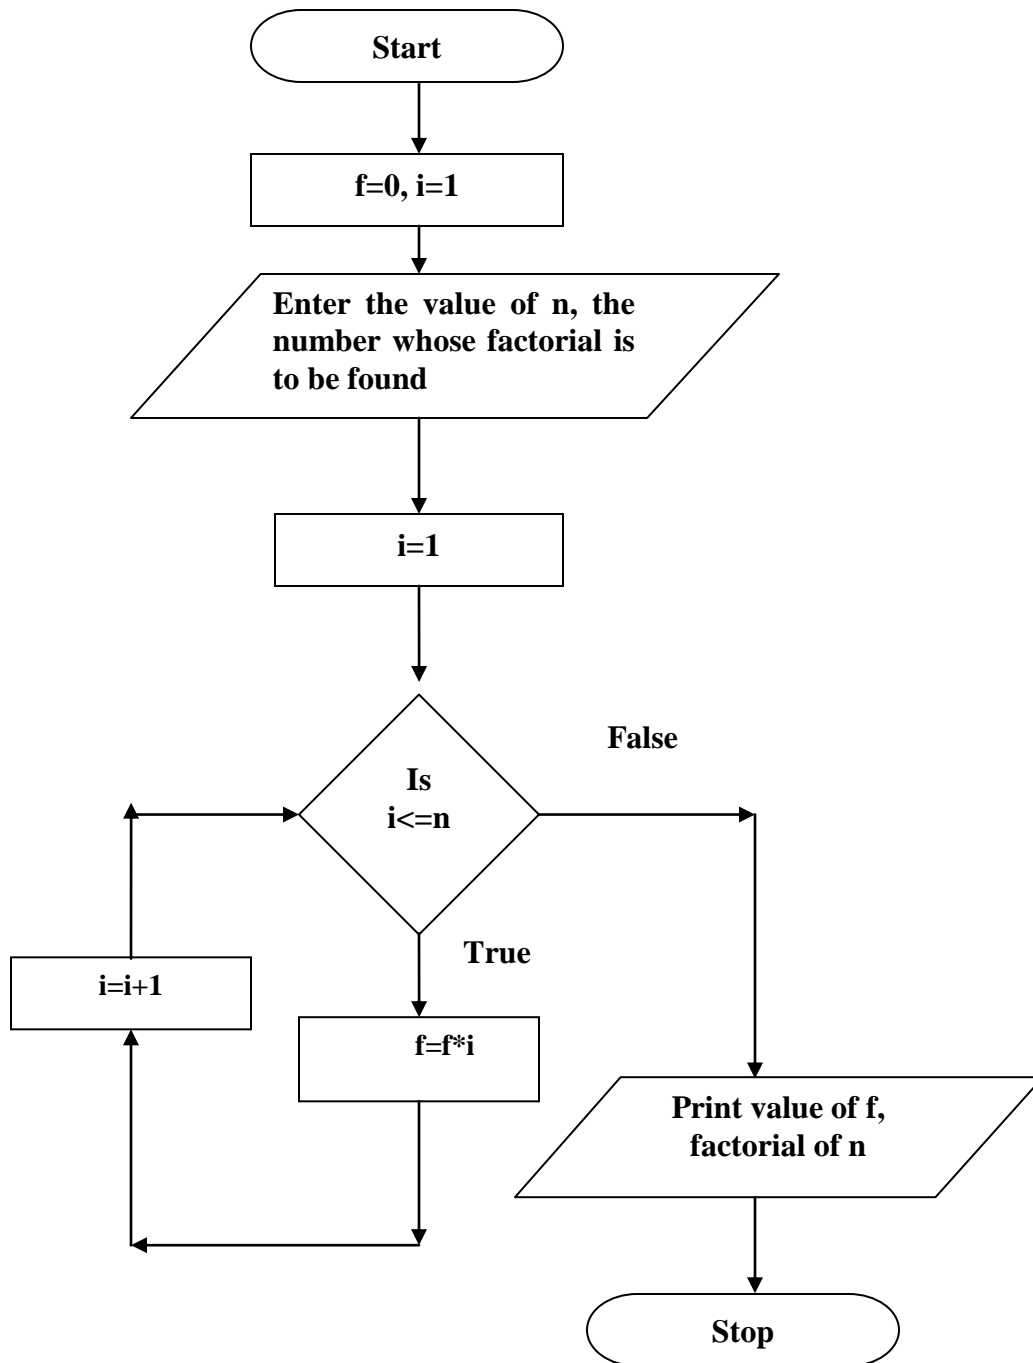 Start
f=0, i=1
Enter the value of n, the
number whose factorial is
to be found
i=1
False
Is
i<=n
True
i=i+1
f=f*i
Print value of f,
factorial of n
Stop